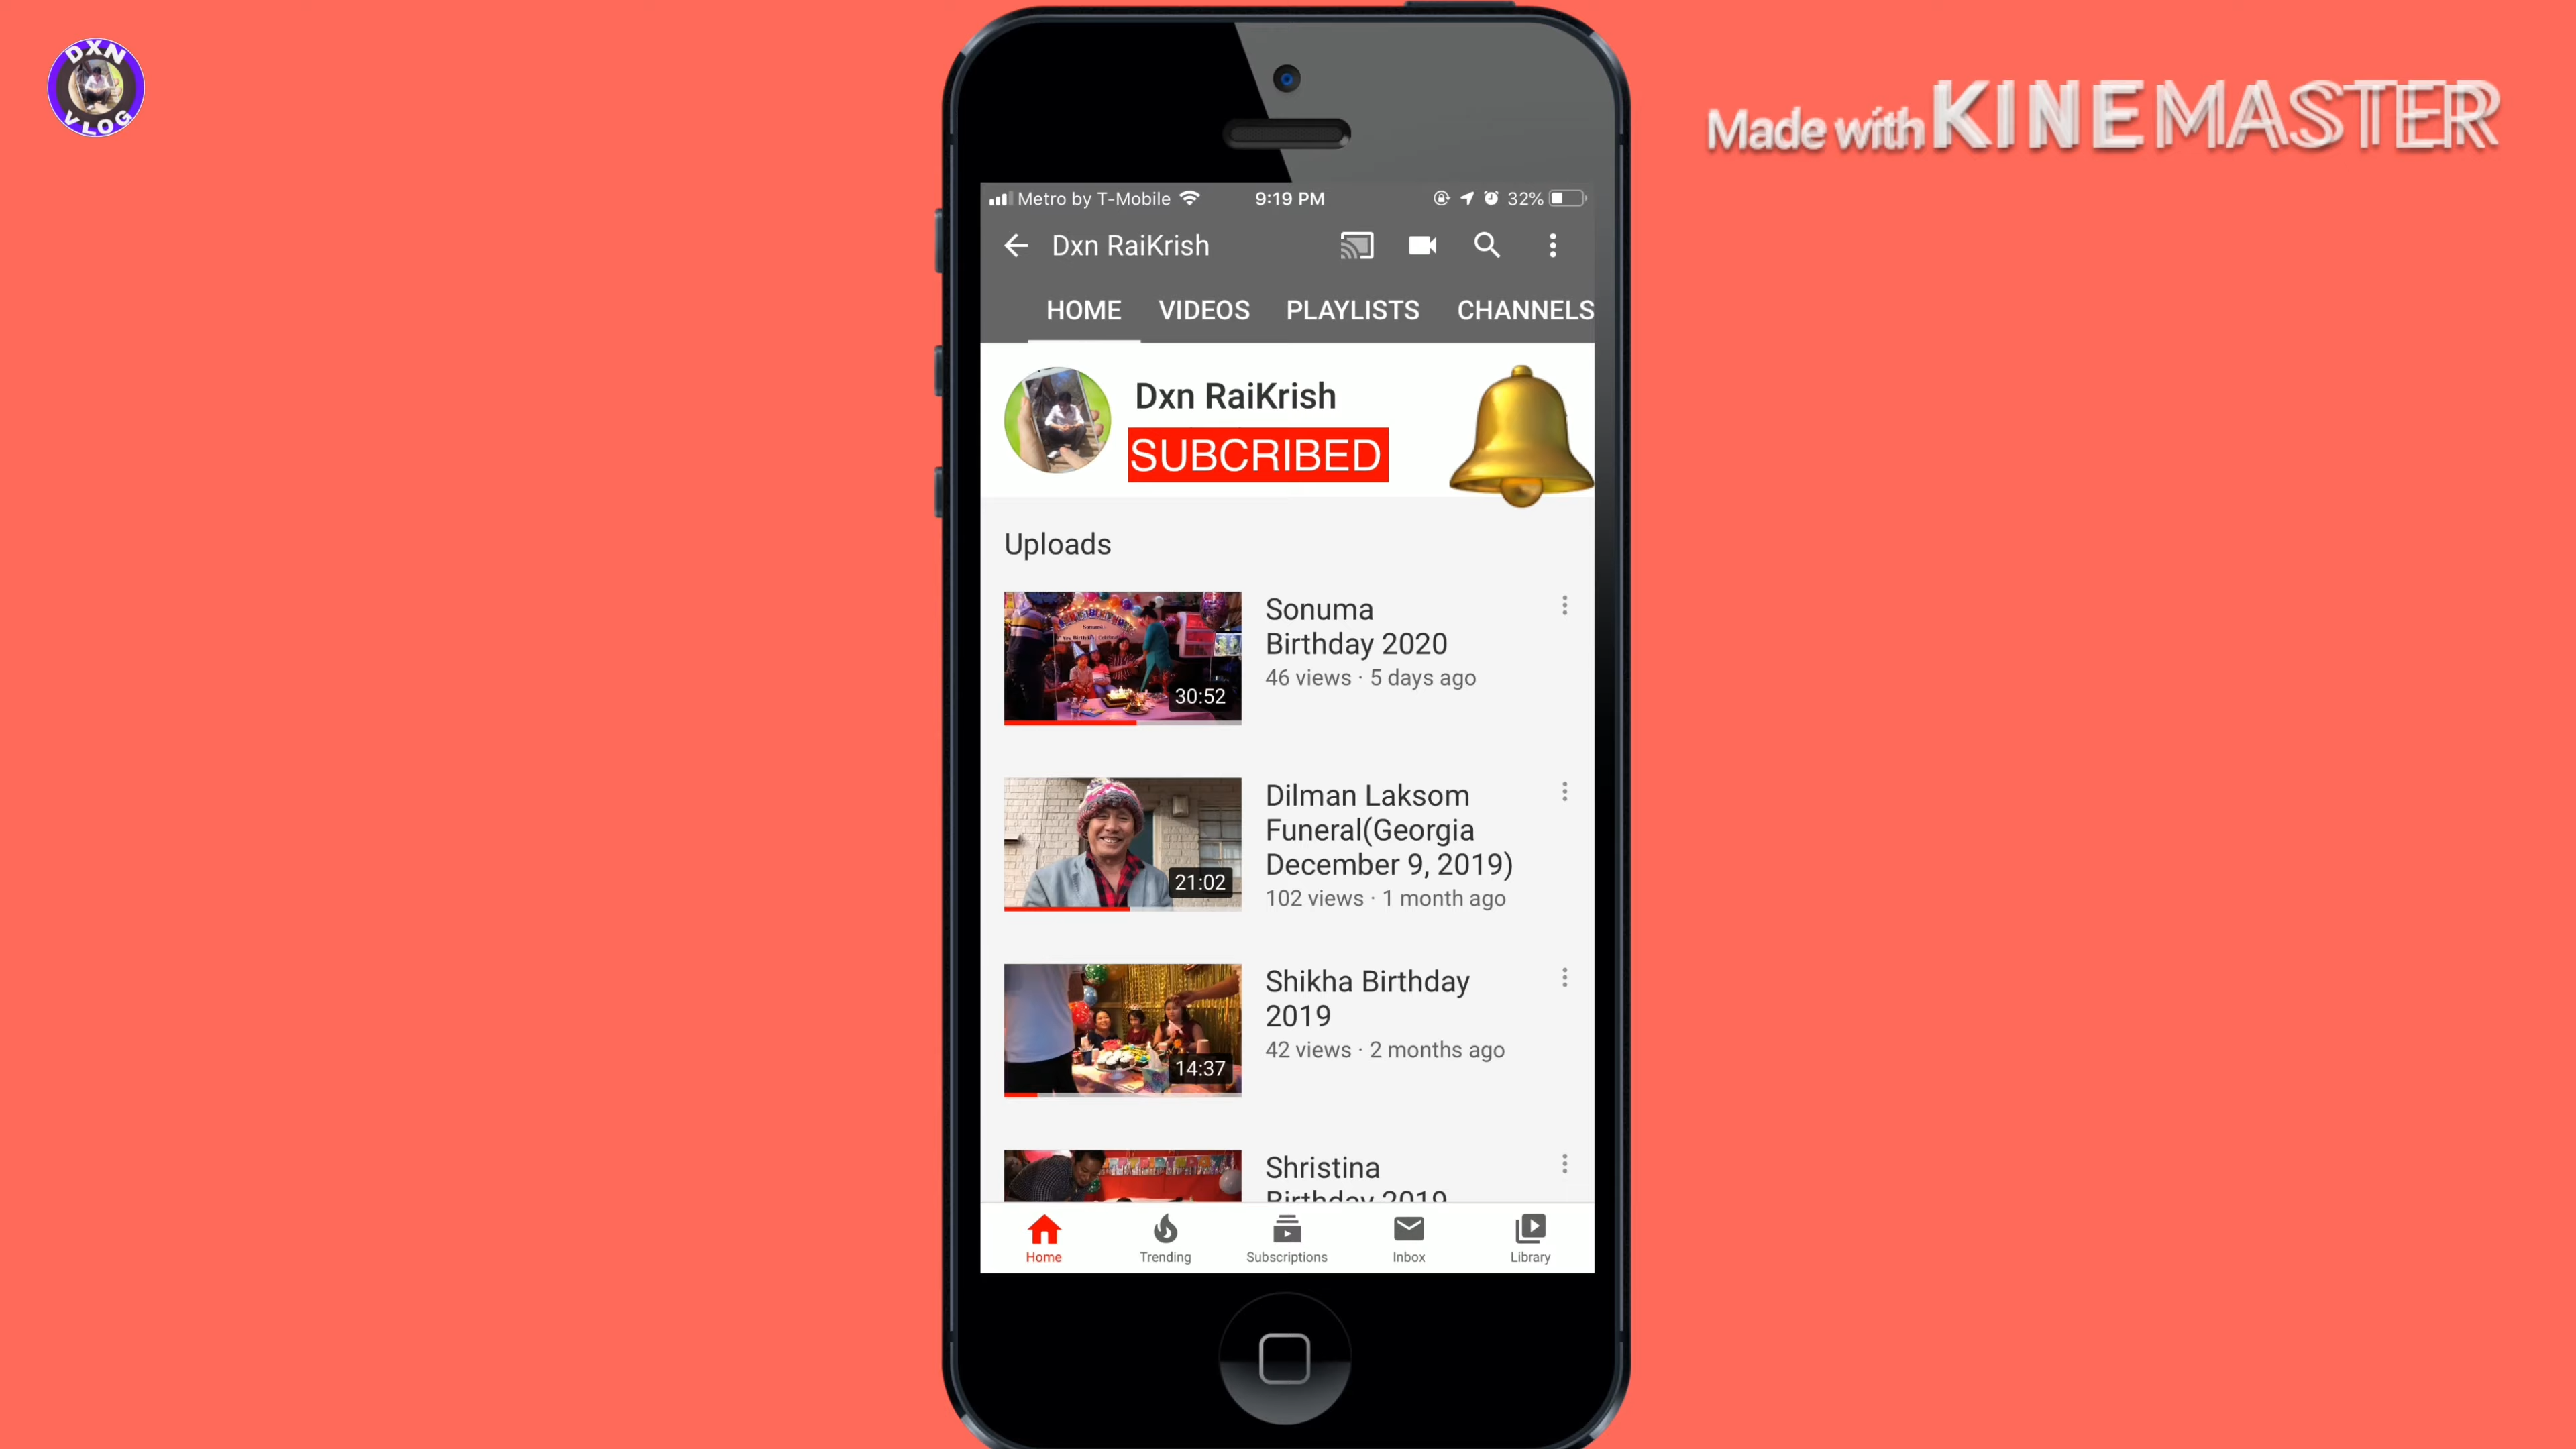 DXN
VLOG
Made with KINEMASTER
Metro by T-Mobile
9:19 PM
32%
Dxn RaiKrish
HOME VIDEOS PLAYLISTS CHANNELS
Dxn RaiKrish
SUBCRIBED
Uploads
30:52
Sonuma
Birthday 2020
46 views · 5 days ago
21:02
Dilman Laksom
Funeral(Georgia
December 9, 2019)
102 views · 1 month ago
14:37
Shikha Birthday
2019
42 views · 2 months ago
Shristina
Birthday 2019
Home Trending Subscriptions Inbox Library